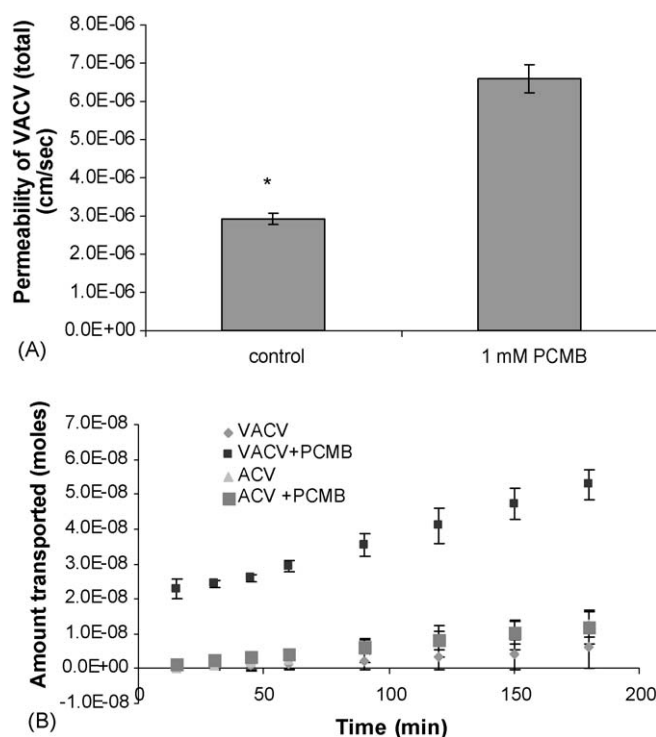 Permeability of VACV (total)
(cm/sec)
8.0E-06
7.0E-06
6.0E-06
5.0E-06
4.0E-06
3.0E-06
2.0E-06
1.0E-06
0.0E+00
*
(A)
control 1 mM PCMB
Amount transported (moles)
7.0E-08
6.0E-08
5.0E-08
4.0E-08
3.0E-08
2.0E-08
1.0E-08
0.0E+00
-1.0E-08
VACV
VACV+PCMB
ACV
ACV +PCMB
0 50 100 150 200
(B)
Time (min)